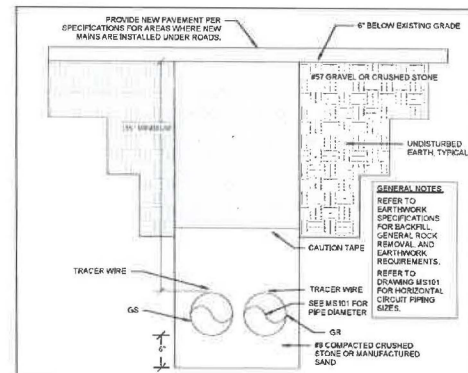 PROVIDE NEW PAVEMENT PER
SPECIFICATIONS FOR AREAS WHERE NEW
MAINS ARE INSTALLED UNDER ROADS.
6" BELOW EXISTING GRADE
#57 GRAVEL OR CRUSHED STONE
UNDISTURBED
EARTH, TYPICAL
MINIMUM
GENERAL NOTES
REFER TO
EARTHWORK
SPECIFICATIONS
FOR BACKFILL,
GENERAL ROCK
REMOVAL, AND
EARTHWORK
REQUIREMENTS.
REFER TO
DRAWING MS101
FOR HORIZONTAL
CIRCUIT PIPING
SIZES.
CAUTION TAPE
TRACER WIRE
TRACER WIRE
SEE MS101 FOR
PIPE DIAMETER
GS
GR
6"
#9 COMPACTED CRUSHED
STONE OR MANUFACTURED
SAND